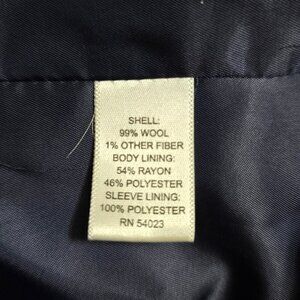 SHELL:
99% WOOL
1% OTHER FIBER
BODY LINING:
54% RAYON
46% POLYESTER
SLEEVE LINING:
100% POLYESTER
RN 54023